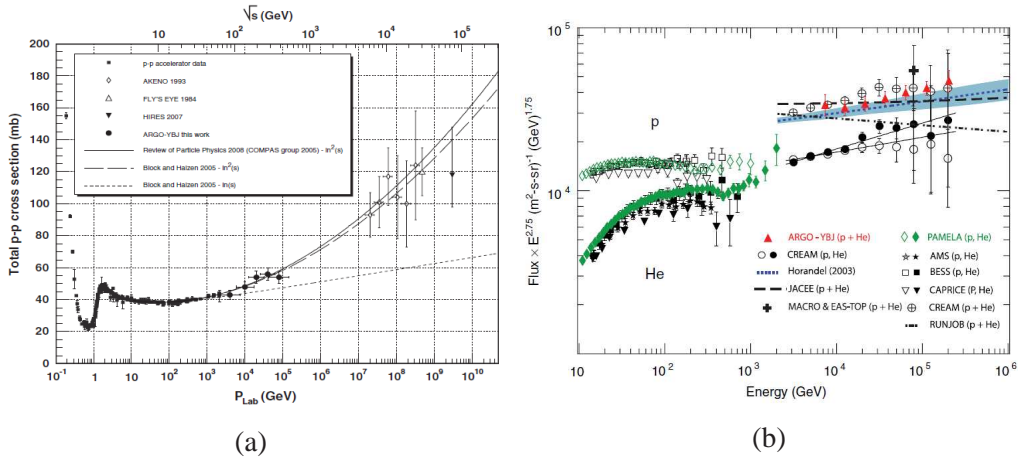 √s (GeV)
10 10² 10³ 10⁴ 10⁵
Total p-p cross section (mb)
200
180
160
140
120
100
80
60
40
20
0
p-p accelerator data
AKENO 1993
FLY'S EYE 1984
HIRES 2007
ARGO-YBJ this work
Review of Particle Physics 2008 (COMPAS group 2005) - ln²(s)
Block and Halzen 2005 - ln²(s)
Block and Halzen 2005 - ln(s)
10⁻¹ 1 10 10² 10³ 10⁴ 10⁵ 10⁶ 10⁷ 10⁸ 10⁹ 10¹⁰
P_Lab (GeV)
(a)
Flux × E^2.75 (m²-s-sr)⁻¹ (GeV)^1.75
10⁵
10⁴
p
He
ARGO-YBJ (p + He)
CREAM (p, He)
Horandel (2003)
JACEE (p + He)
MACRO & EAS-TOP (p + He)
PAMELA (p, He)
AMS (p, He)
BESS (p, He)
CAPRICE (P, He)
CREAM (p + He)
RUNJOB (p + He)
10 10² 10³ 10⁴ 10⁵ 10⁶
Energy (GeV)
(b)